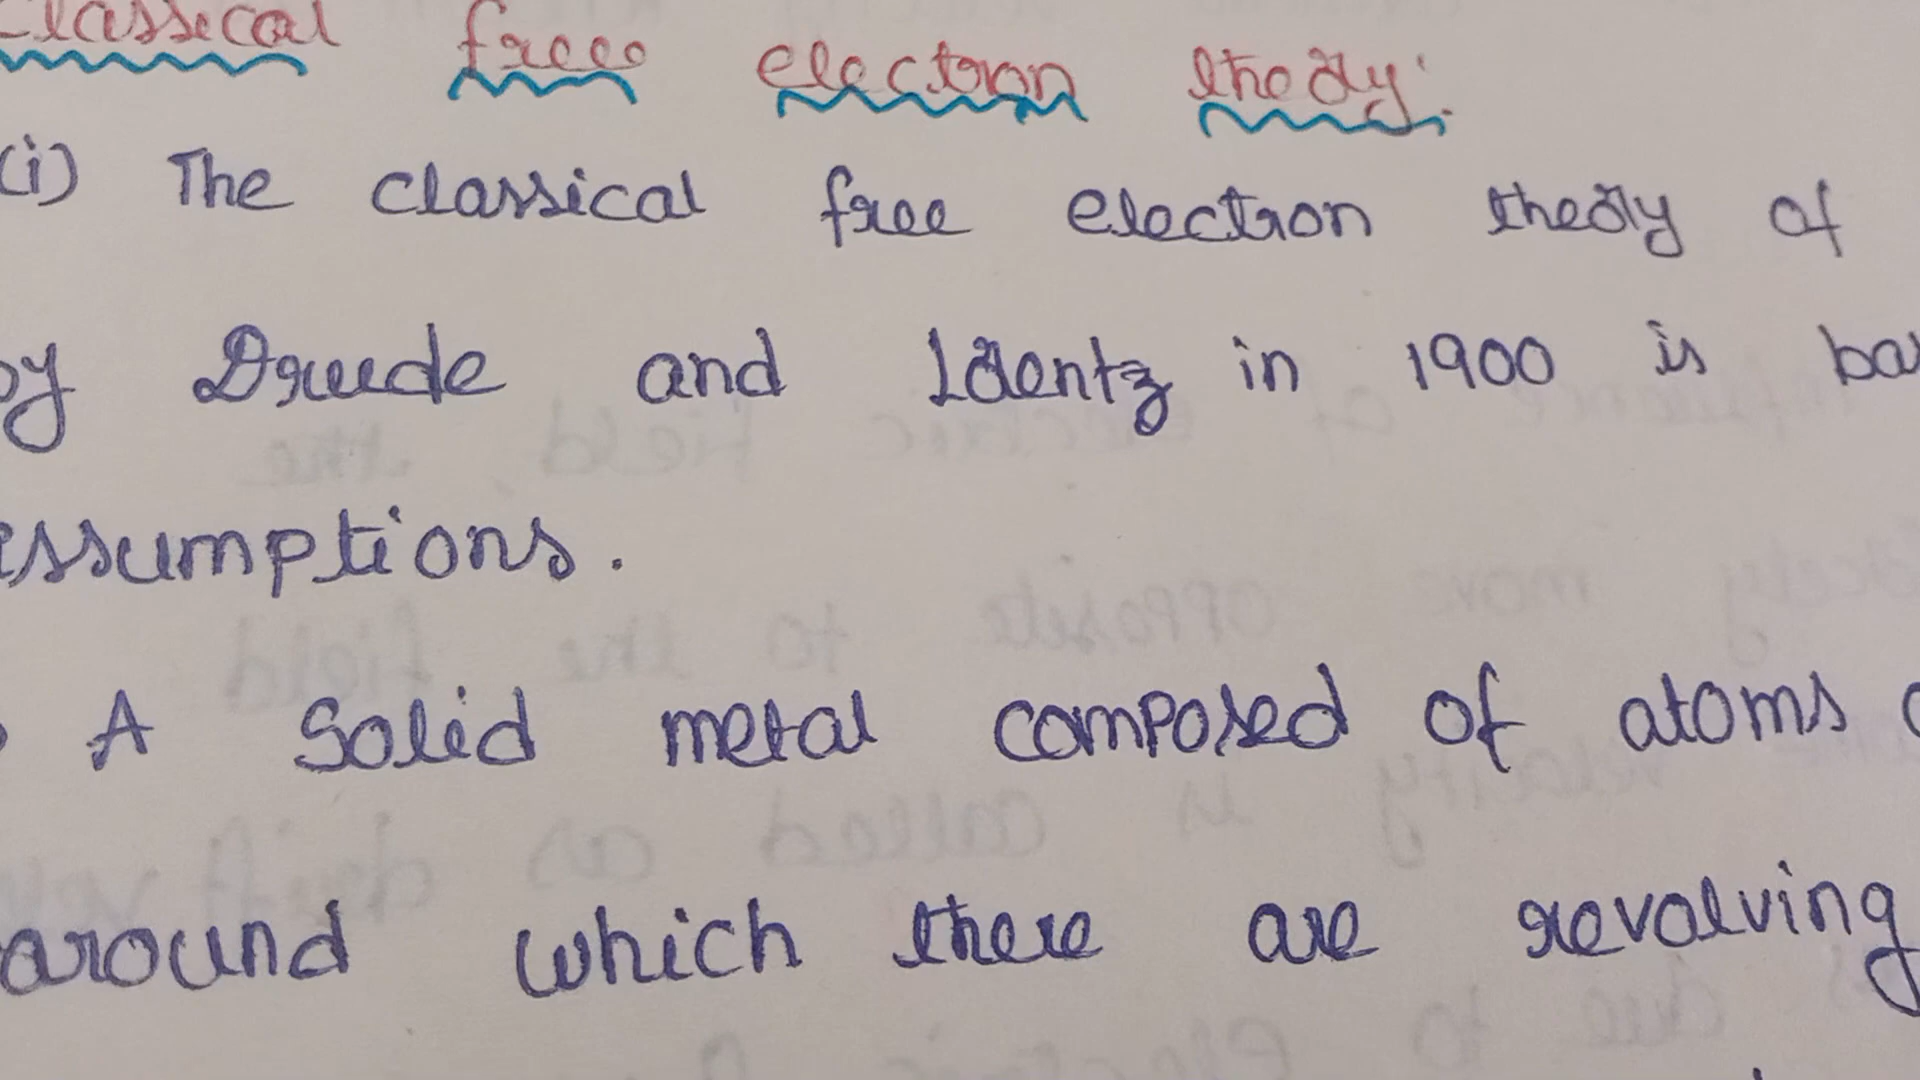 Classical free electron theory:
(i) The classical free electron theory of
by Drude and Lorentz in 1900 is bas
assumptions.
A Solid metal composed of atoms
around which there are revolving